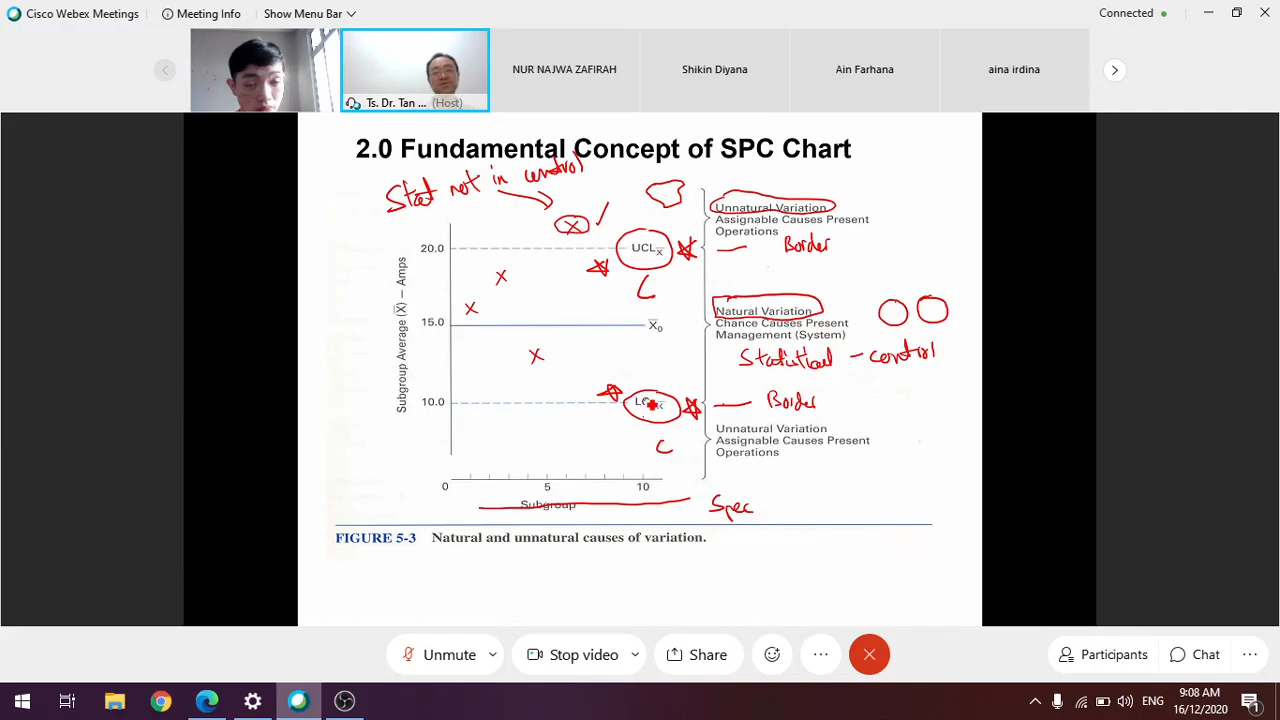 Cisco Webex Meetings
Meeting Info
Show Menu Bar
Connected
Ts. Dr. Tan ... (Host)
NUR NAJWA ZAFIRAH
Shikin Diyana
Ain Farhana
aina irdina
2.0 Fundamental Concept of SPC Chart
Stat not in control
Unnatural Variation
Assignable Causes Present
Operations
20.0
UCLX̅
Border
Subgroup Average (X̅) — Amps
Natural Variation
Chance Causes Present
Management (System)
15.0
X̅0
Statistical - control
10.0
Border
Unnatural Variation
Assignable Causes Present
Operations
0
5
10
Subgroup
Spec
FIGURE 5-3 Natural and unnatural causes of variation.
Unmute
Stop video
Share
Participants
Chat
ENG
9:08 AM
16/12/2020
1